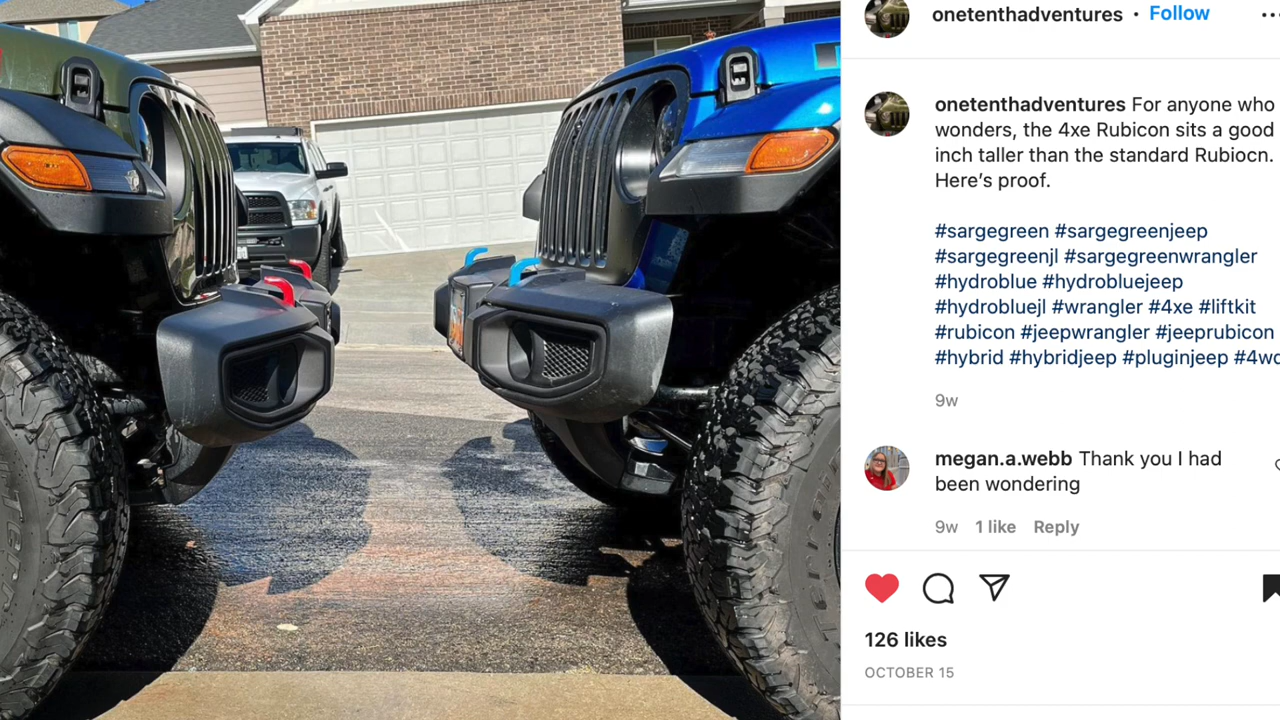 onetenthadventures • Follow
onetenthadventures For anyone who
wonders, the 4xe Rubicon sits a good
inch taller than the standard Rubiocn.
Here's proof.
#sargegreen #sargegreenjeep
#sargegreenjl #sargegreenwrangler
#hydroblue #hydrobluejeep
#hydrobluejl #wrangler #4xe #liftkit
#rubicon #jeepwrangler #jeeprubicon
#hybrid #hybridjeep #pluginjeep #4wd
9w
megan.a.webb Thank you I had
been wondering
9w 1 like Reply
126 likes
OCTOBER 15